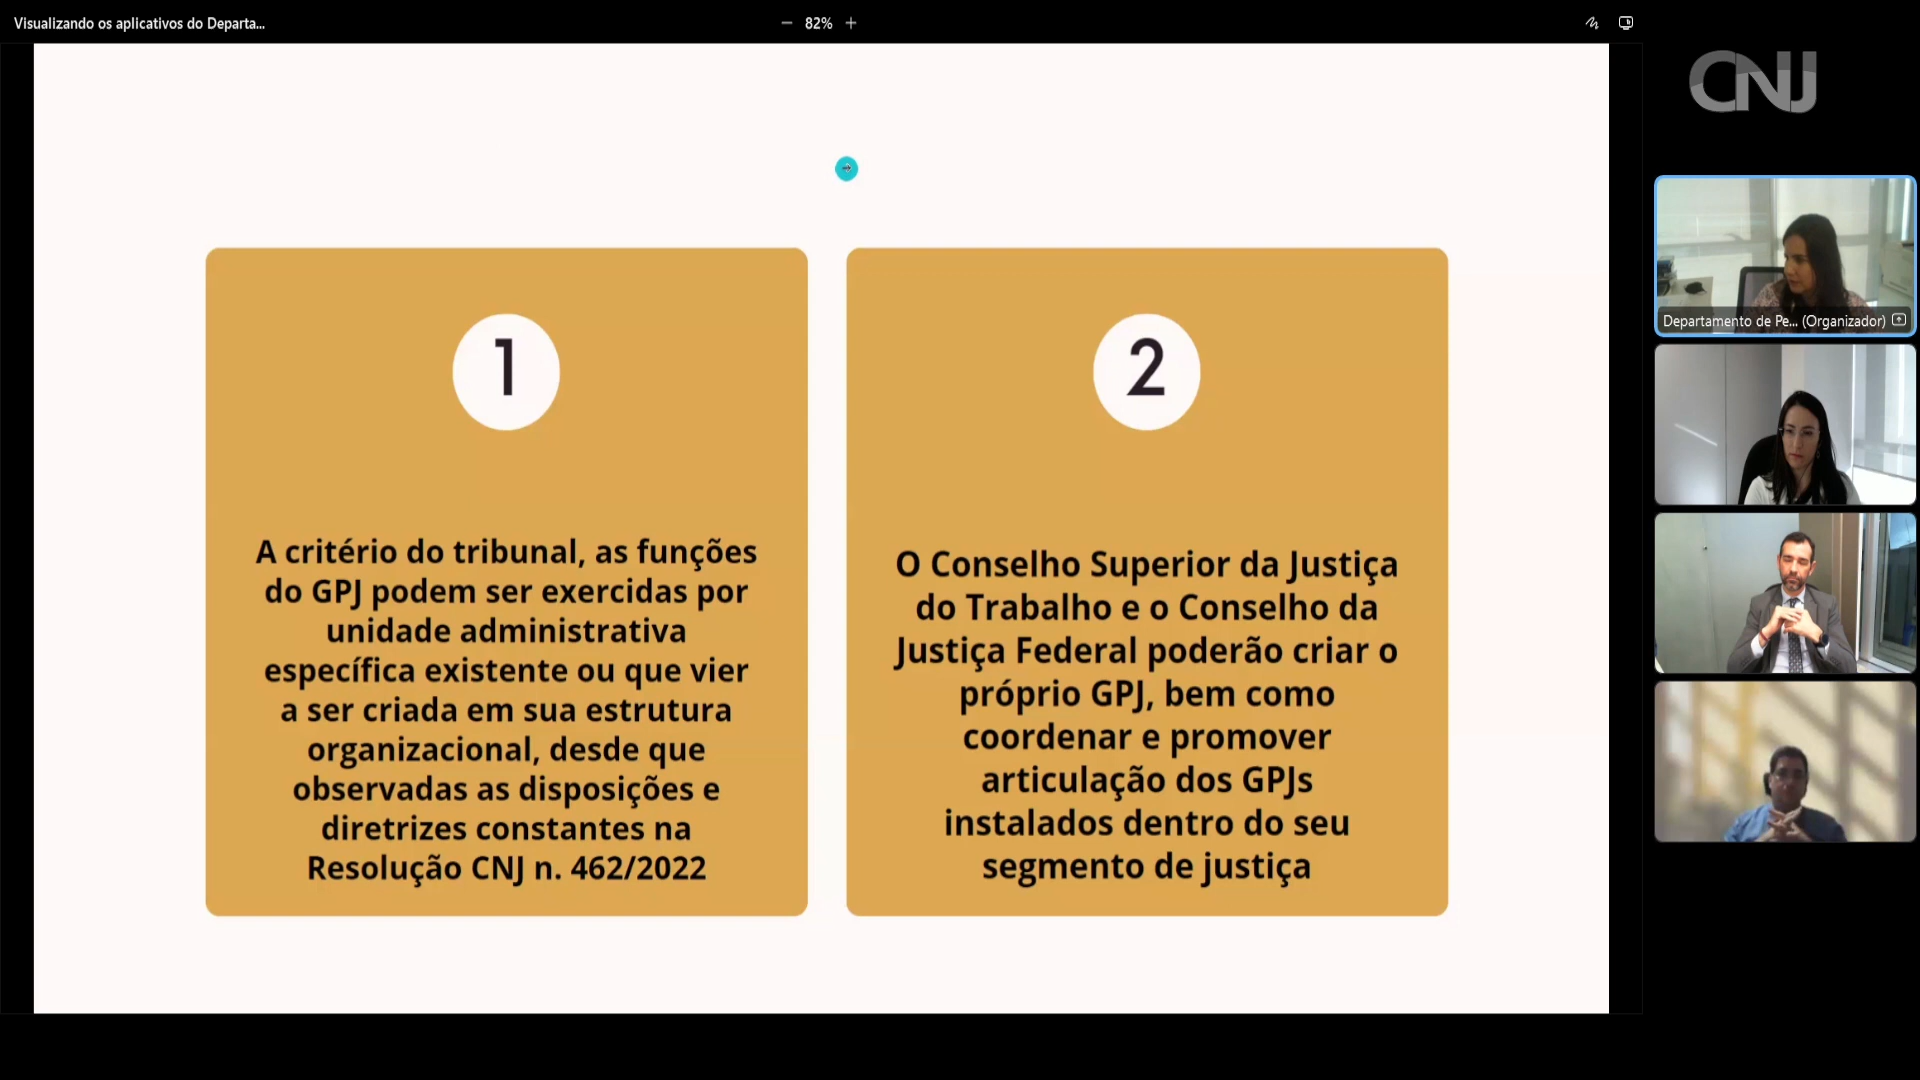 Visualizando os aplicativos do Departa...
82%
CNJ
1
A critério do tribunal, as funções
do GPJ podem ser exercidas por
unidade administrativa
específica existente ou que vier
a ser criada em sua estrutura
organizacional, desde que
observadas as disposições e
diretrizes constantes na
Resolução CNJ n. 462/2022
2
O Conselho Superior da Justiça
do Trabalho e o Conselho da
Justiça Federal poderão criar o
próprio GPJ, bem como
coordenar e promover
articulação dos GPJs
instalados dentro do seu
segmento de justiça
Departamento de Pe... (Organizador)